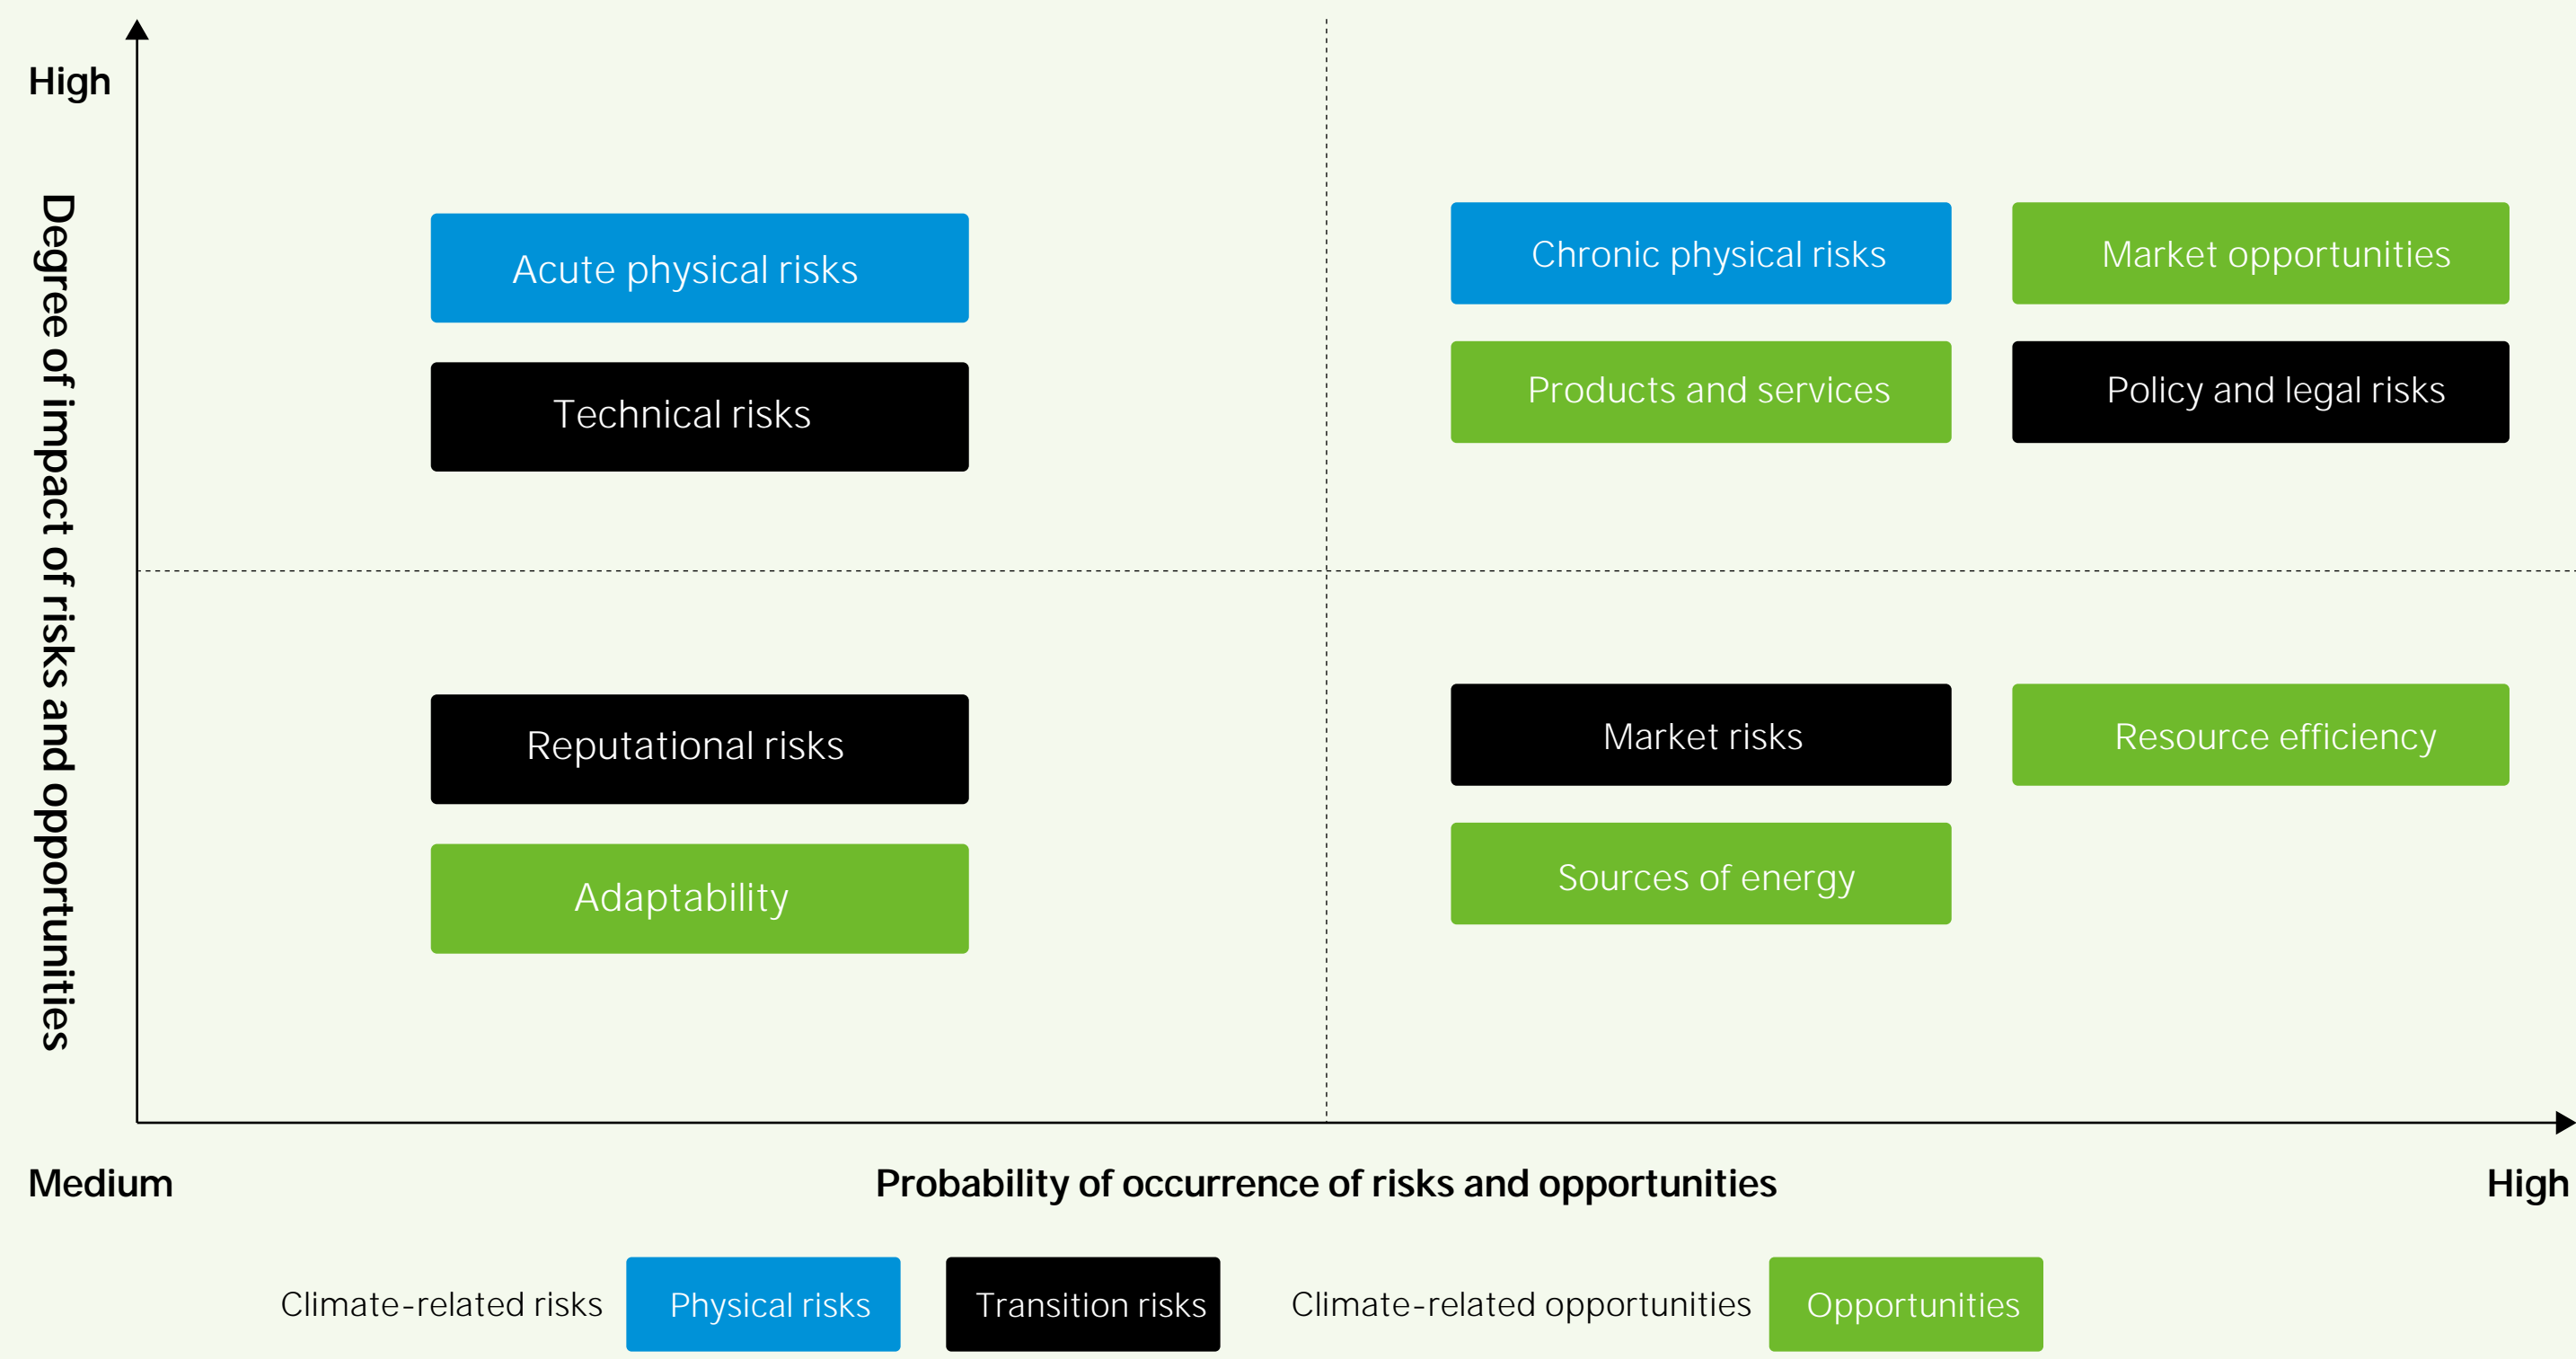 High
Degree of impact of risks and opportunities
Acute physical risks
Technical risks
Chronic physical risks
Market opportunities
Products and services
Policy and legal risks
Reputational risks
Adaptability
Market risks
Resource efficiency
Sources of energy
Medium
Probability of occurrence of risks and opportunities
High
Climate-related risks
Physical risks
Transition risks
Climate-related opportunities
Opportunities